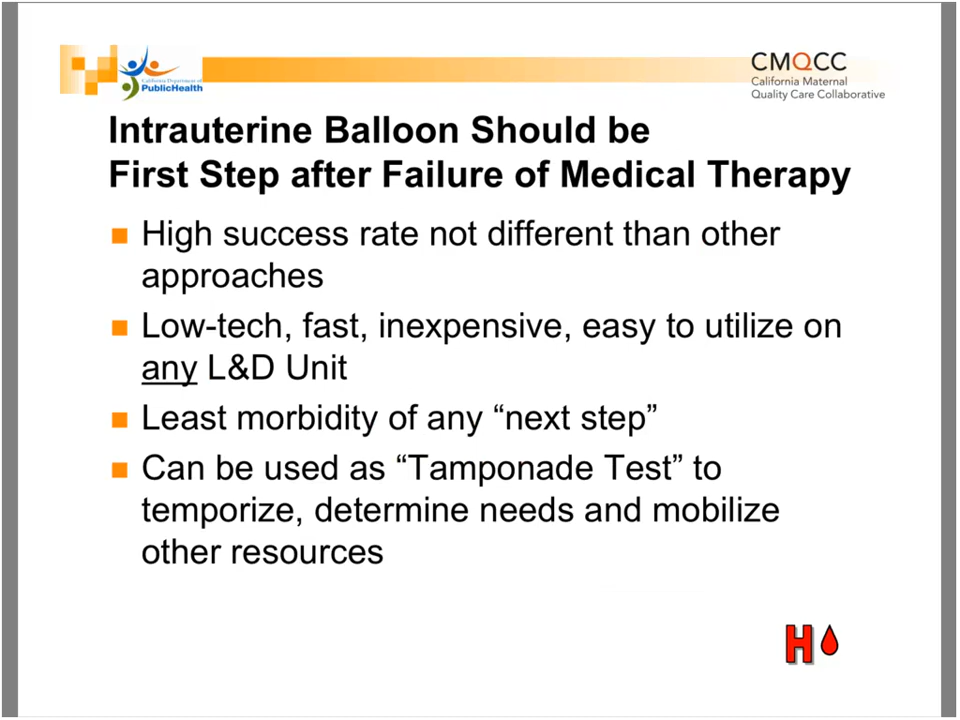 California Department of
PublicHealth
CMQCC
California Maternal
Quality Care Collaborative
Intrauterine Balloon Should be
First Step after Failure of Medical Therapy
High success rate not different than other
approaches
Low-tech, fast, inexpensive, easy to utilize on
any L&D Unit
Least morbidity of any “next step”
Can be used as “Tamponade Test” to
temporize, determine needs and mobilize
other resources
H